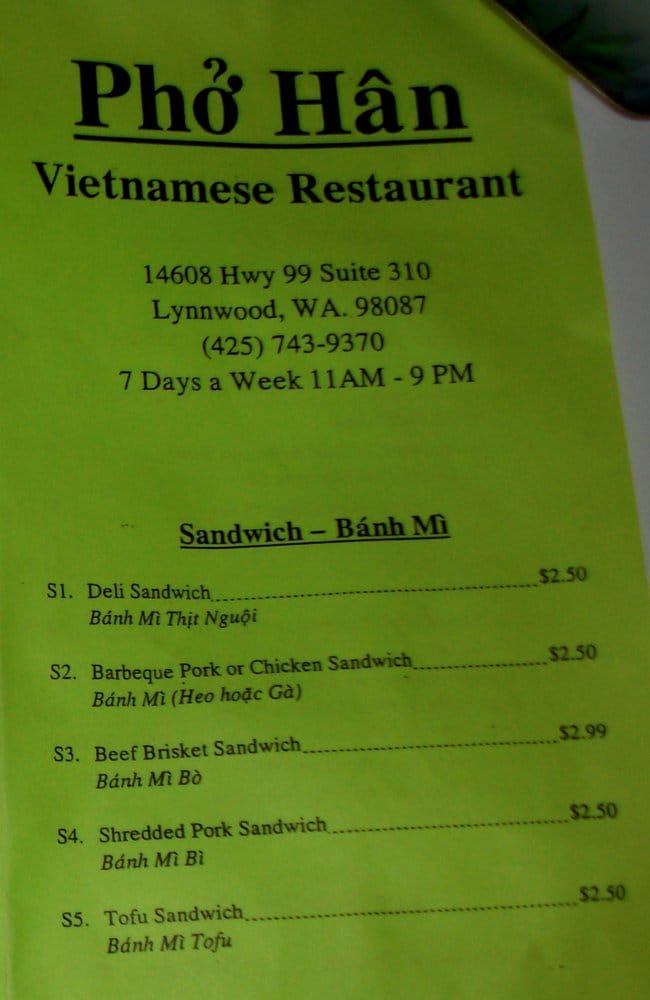 Phở Hân
Vietnamese Restaurant
14608 Hwy 99 Suite 310
Lynnwood, WA. 98087
(425) 743-9370
7 Days a Week 11AM - 9 PM
Sandwich – Bánh Mì
S1. Deli Sandwich $2.50
Bánh Mì Thịt Nguội
S2. Barbeque Pork or Chicken Sandwich $2.50
Bánh Mì (Heo hoặc Gà)
S3. Beef Brisket Sandwich $2.99
Bánh Mì Bò
S4. Shredded Pork Sandwich $2.50
Bánh Mì Bì
S5. Tofu Sandwich $2.50
Bánh Mì Tofu